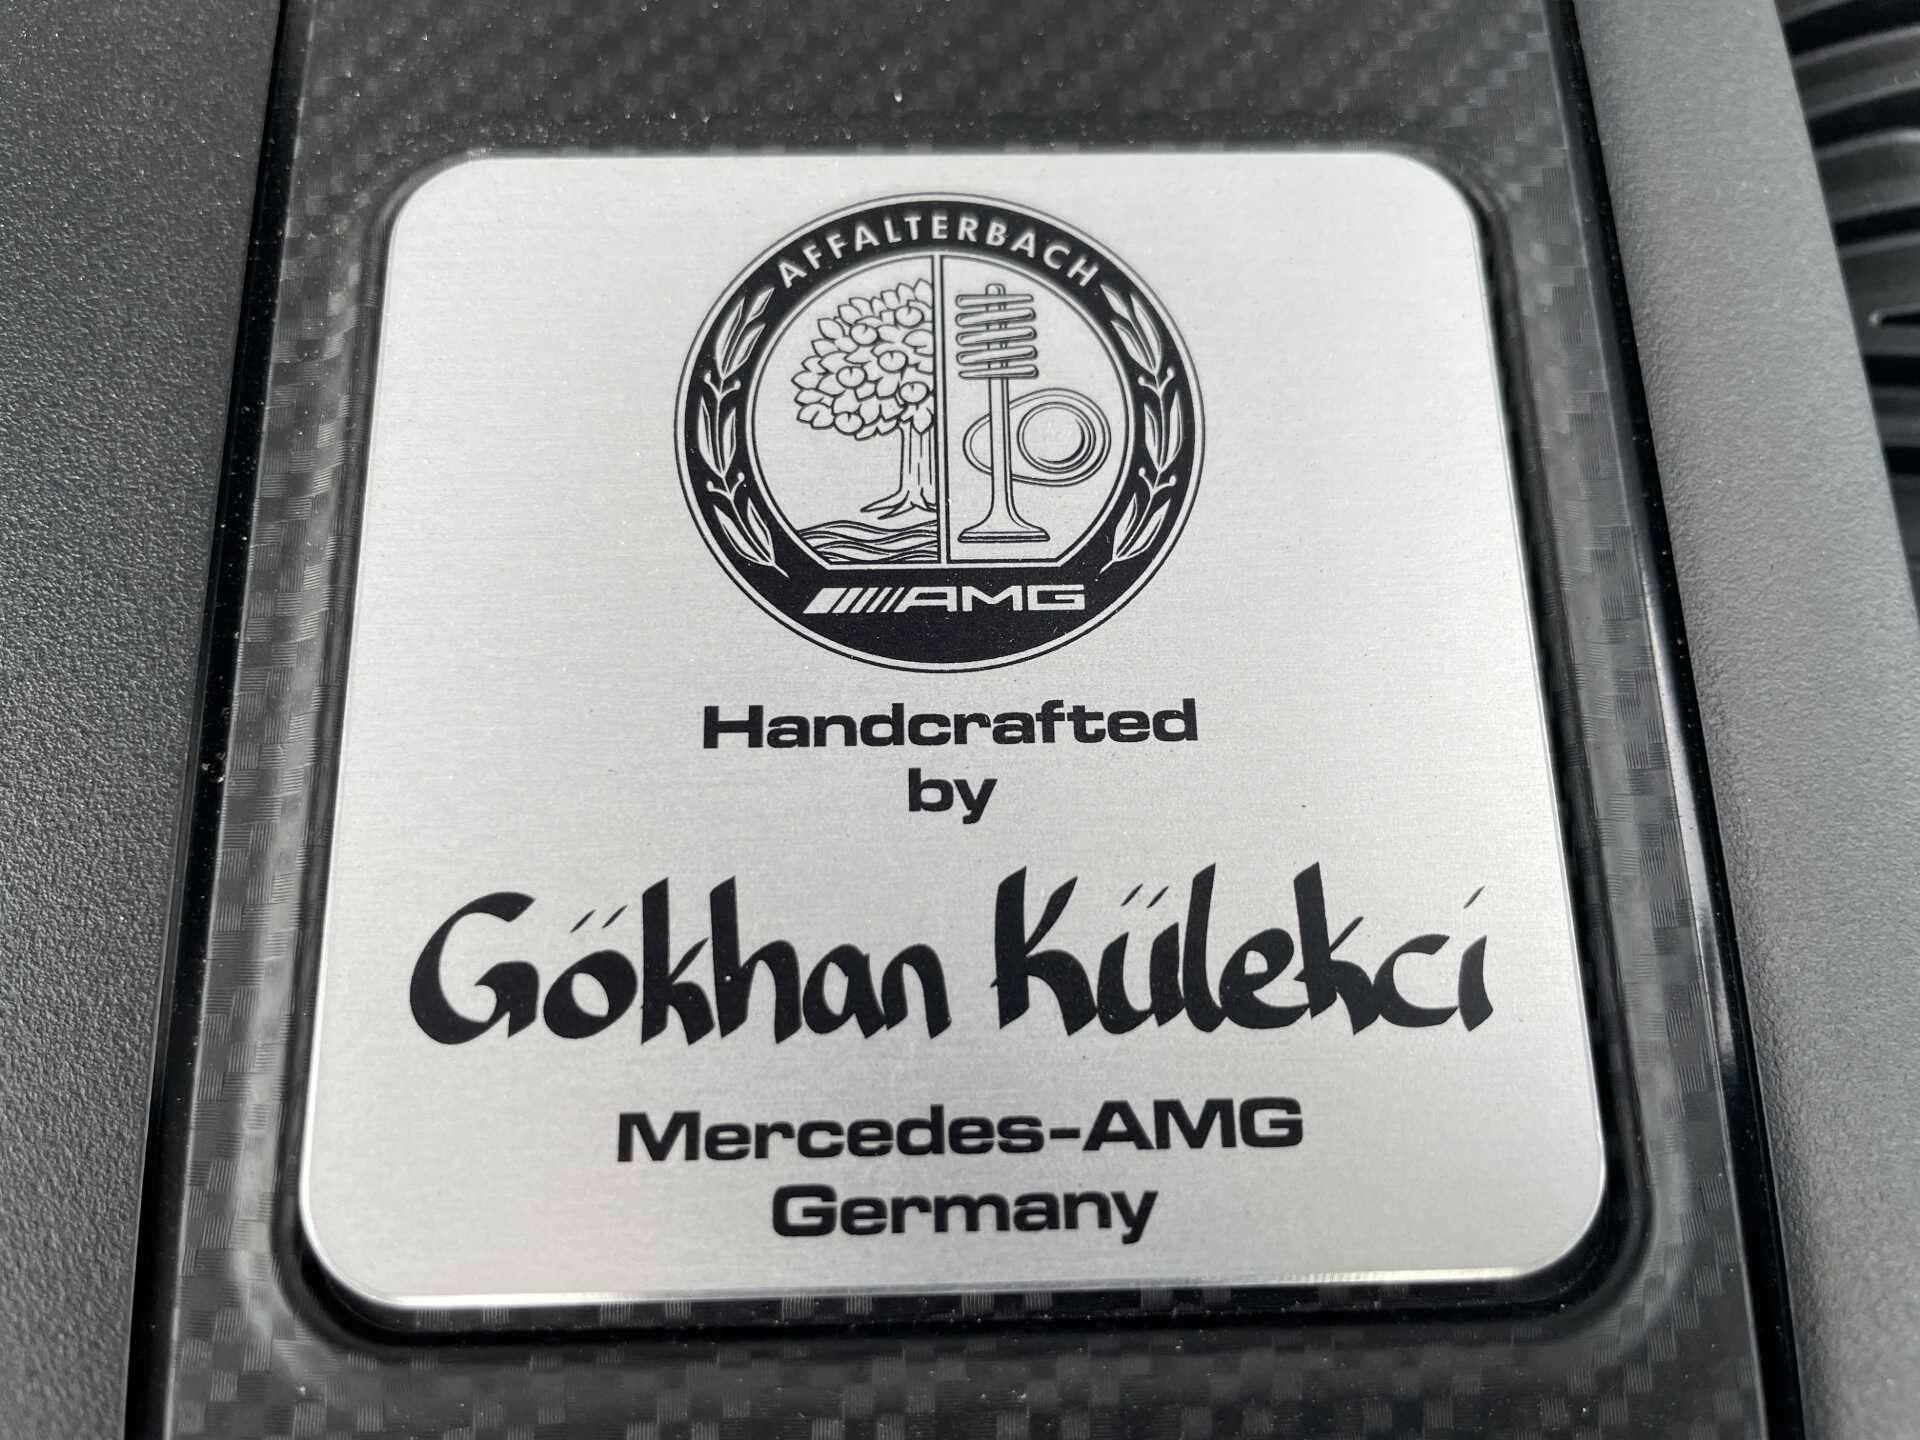 AFFALTERBACH
AMG
Handcrafted
by
Gökhan Külekci
Mercedes-AMG
Germany